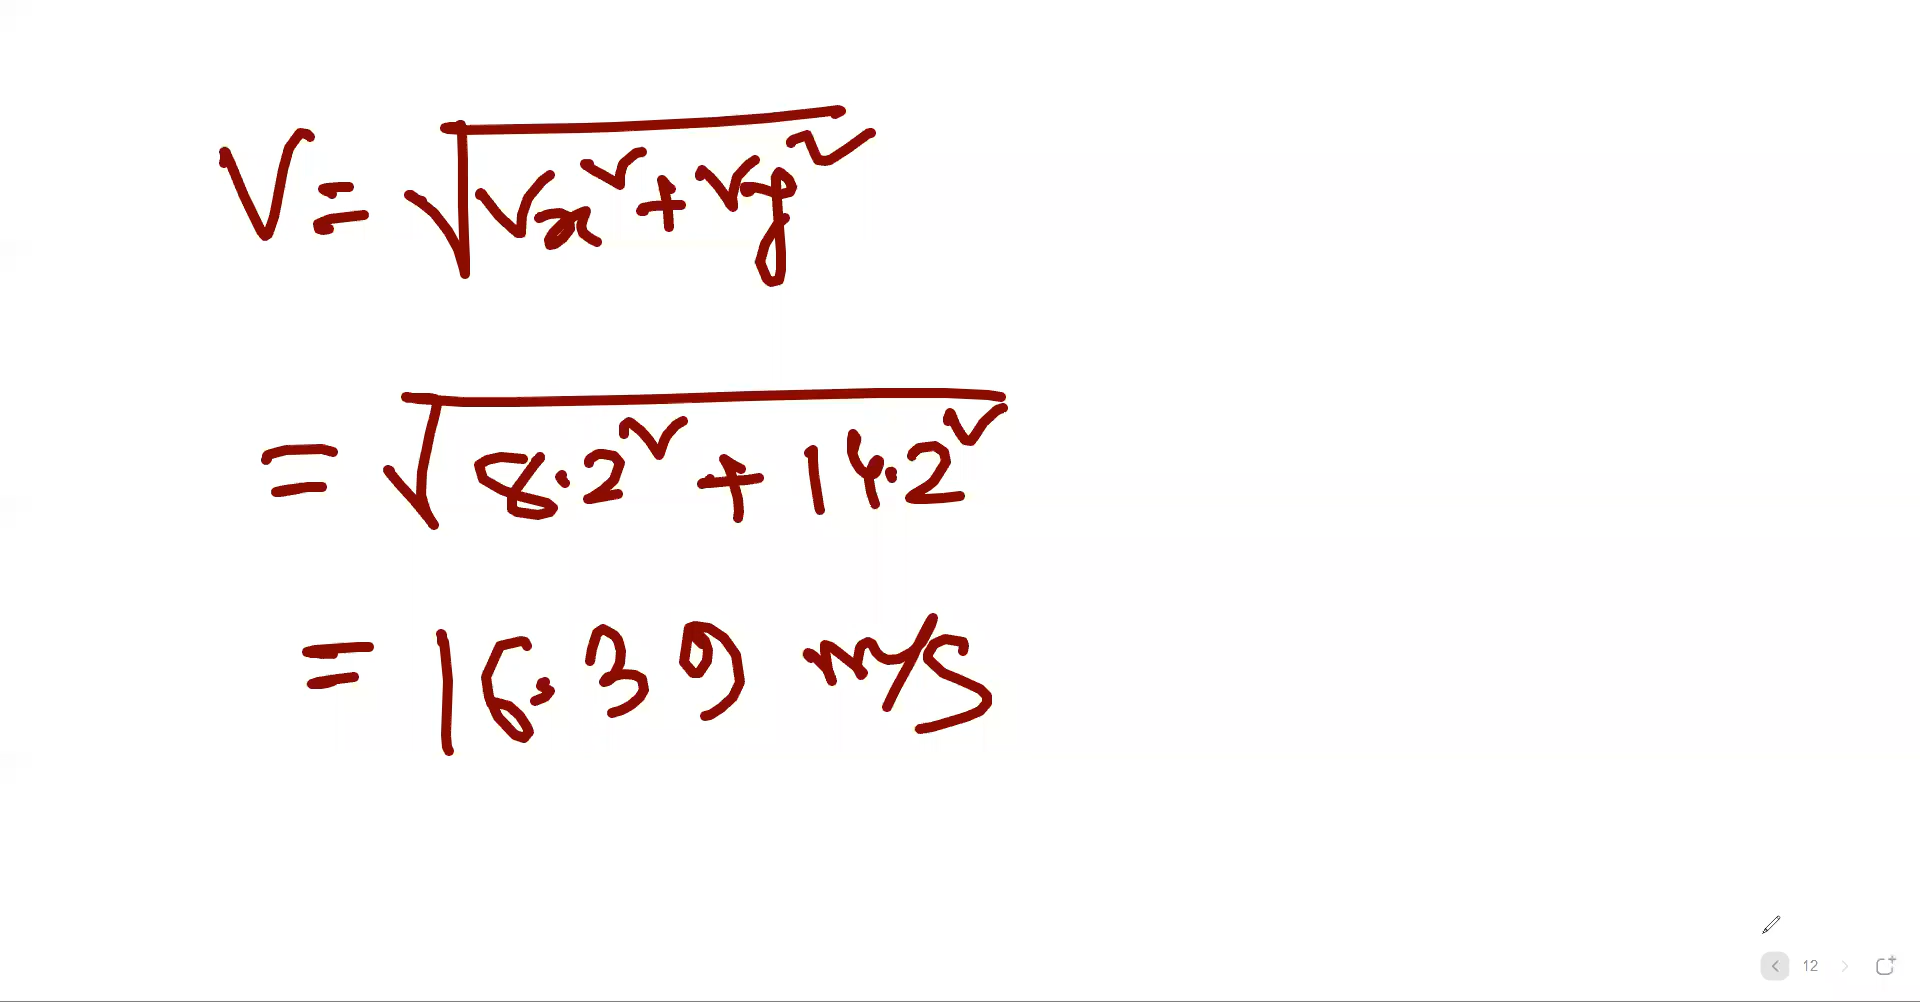 V = √(Vx² + Vy²)
= √(8.2² + 14.2²)
= 16.39 m/s
12